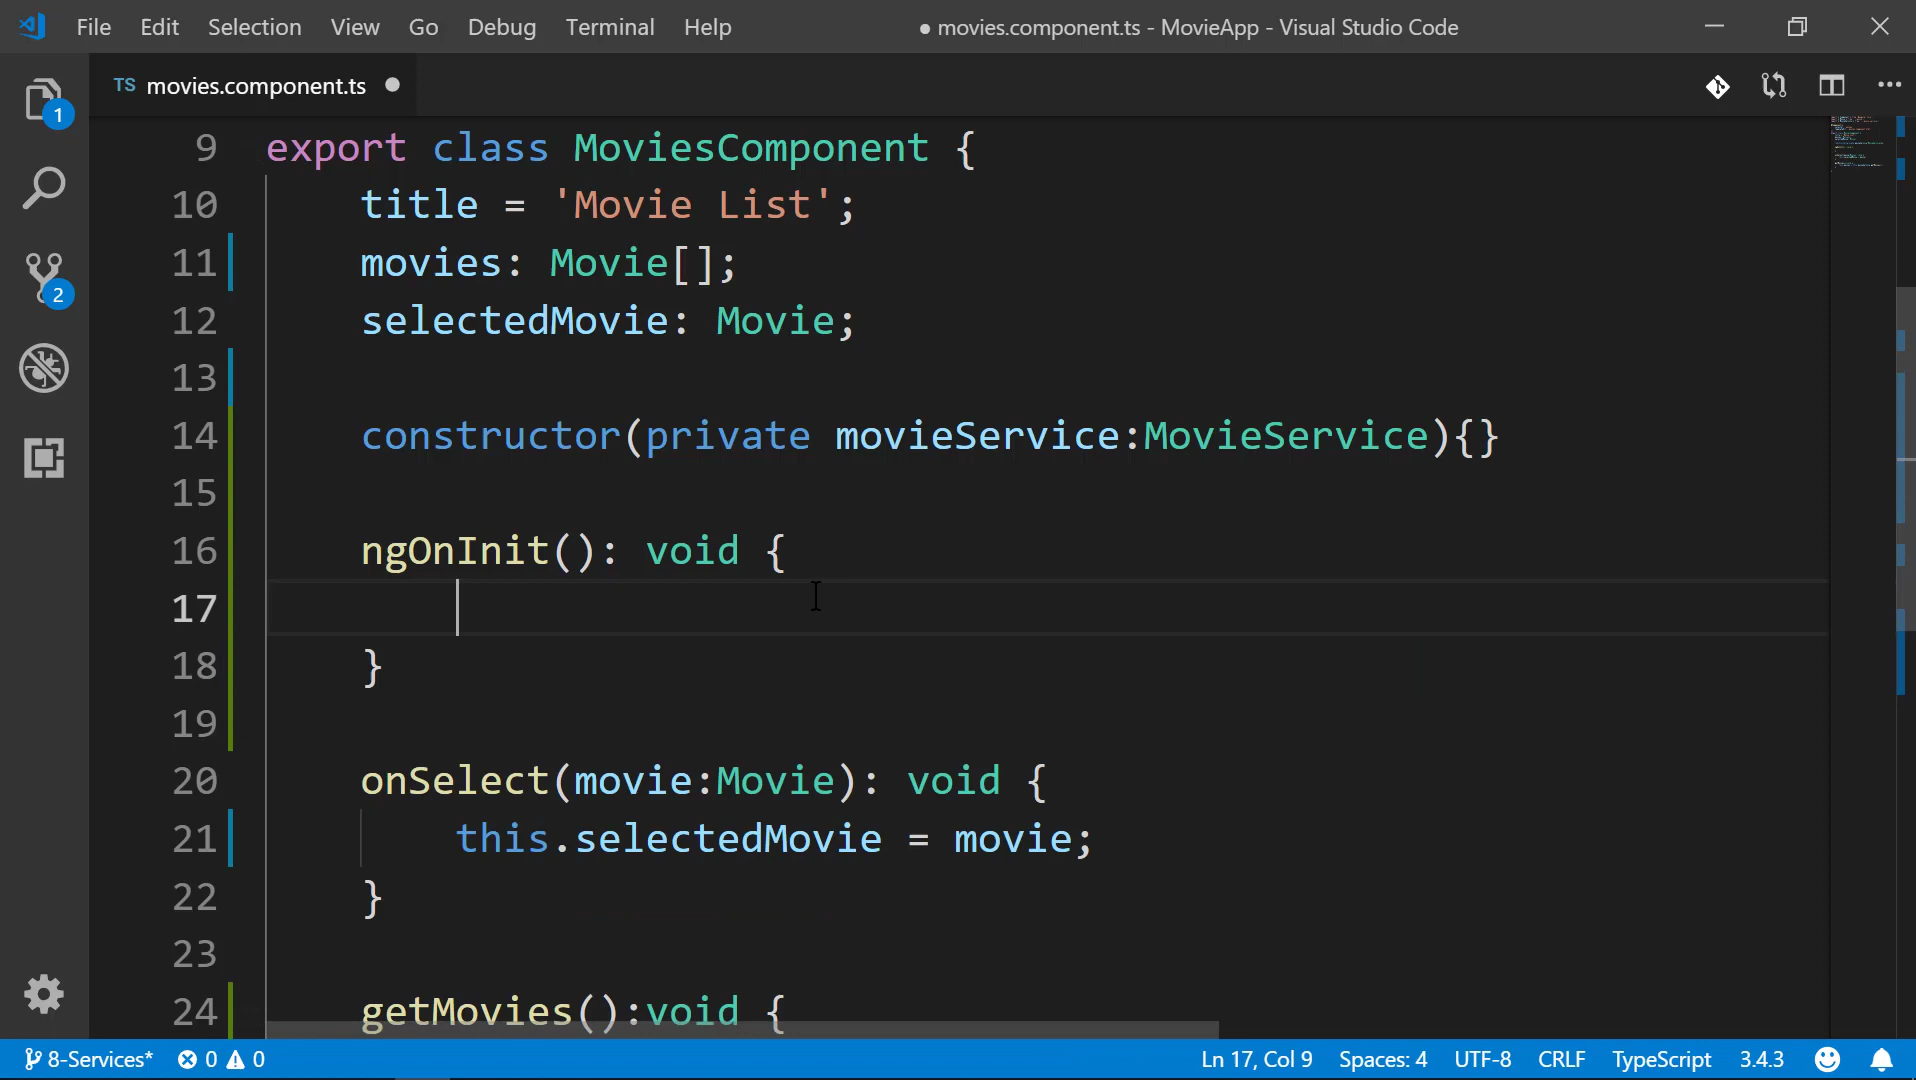 File Edit Selection View Go Debug Terminal Help ● movies.component.ts - MovieApp - Visual Studio Code
TS movies.component.ts ●
1
2
9 export class MoviesComponent {
10 title = 'Movie List';
11 movies: Movie[];
12 selectedMovie: Movie;
13
14 constructor(private movieService:MovieService){}
15
16 ngOnInit(): void {
17
18 }
19
20 onSelect(movie:Movie): void {
21 this.selectedMovie = movie;
22 }
23
24 getMovies():void {
8-Services* 0 0 Ln 17, Col 9 Spaces: 4 UTF-8 CRLF TypeScript 3.4.3